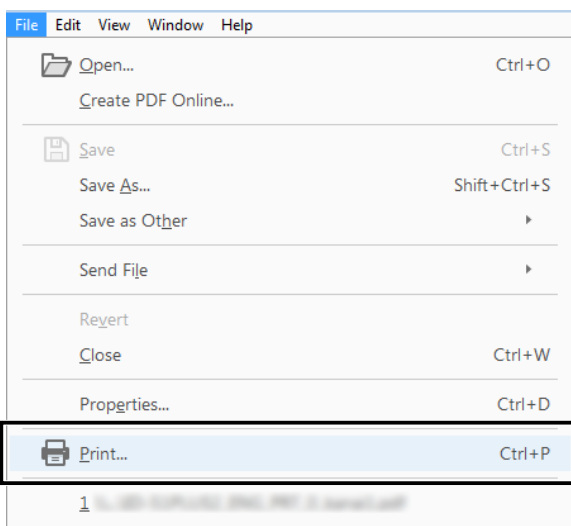 File Edit View Window Help
Open... Ctrl+O
Create PDF Online...
Save Ctrl+S
Save As... Shift+Ctrl+S
Save as Other
Send File
Revert
Close Ctrl+W
Properties... Ctrl+D
Print... Ctrl+P
1